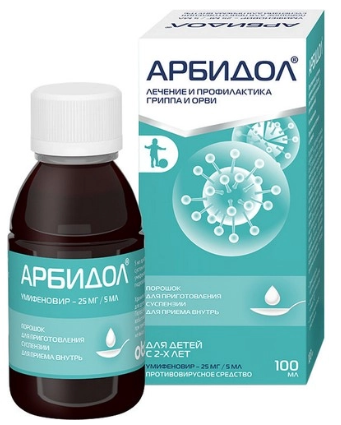 АРБИДОЛ®
ЛЕЧЕНИЕ И ПРОФИЛАКТИКА
ГРИППА И ОРВИ
ПОРОШОК
ДЛЯ ПРИГОТОВЛЕНИЯ
СУСПЕНЗИИ
ДЛЯ ПРИЕМА ВНУТРЬ
ДЛЯ ДЕТЕЙ
С 2-Х ЛЕТ
УМИФЕНОВИР – 25 МГ / 5 МЛ
ПРОТИВОВИРУСНОЕ СРЕДСТВО
100
МЛ
АРБИДОЛ®
УМИФЕНОВИР – 25 МГ / 5 МЛ
ПОРОШОК
ДЛЯ ПРИГОТОВЛЕНИЯ
СУСПЕНЗИИ
ДЛЯ ПРИЕМА ВНУТРЬ